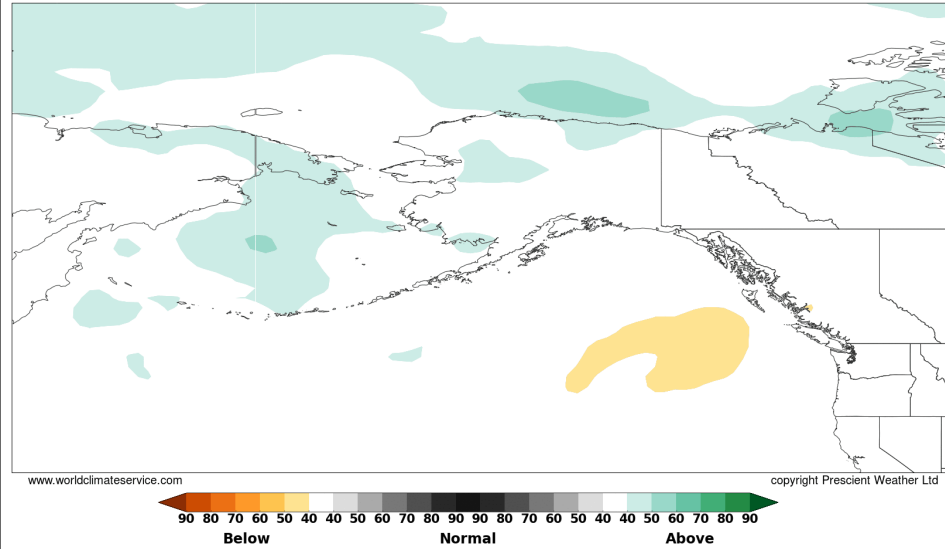 www.worldclimateservice.com copyright Prescient Weather Ltd
90 80 70 60 50 40 40 50 60 70 80 90 90 80 70 60 50 40 40 50 60 70 80 90
Below Normal Above